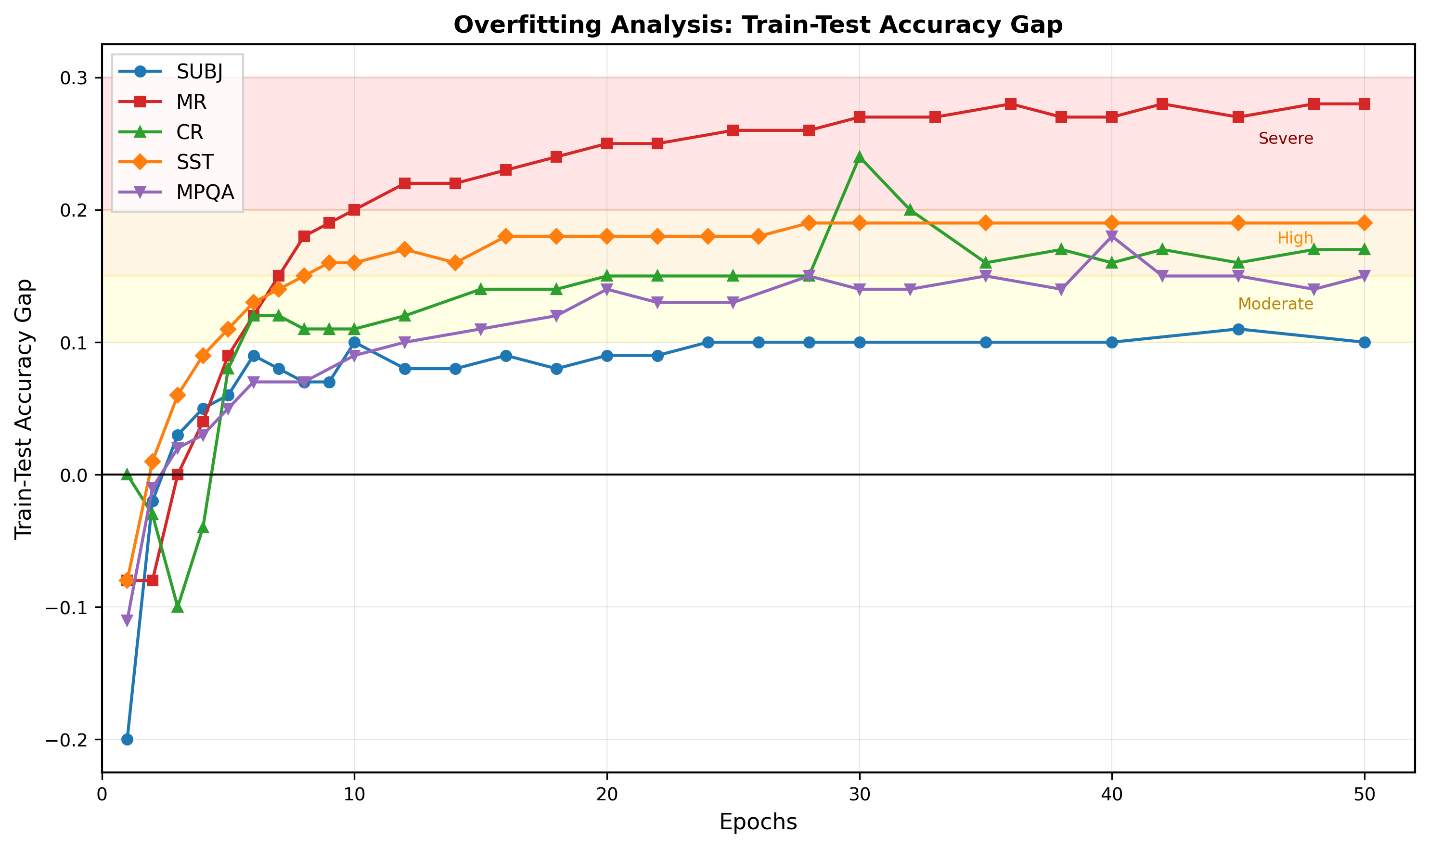 Overfitting Analysis: Train-Test Accuracy Gap
SUBJ
MR
CR
SST
MPQA
Severe
High
Moderate
Train-Test Accuracy Gap
0.3
0.2
0.1
0.0
−0.1
−0.2
0 10 20 30 40 50
Epochs